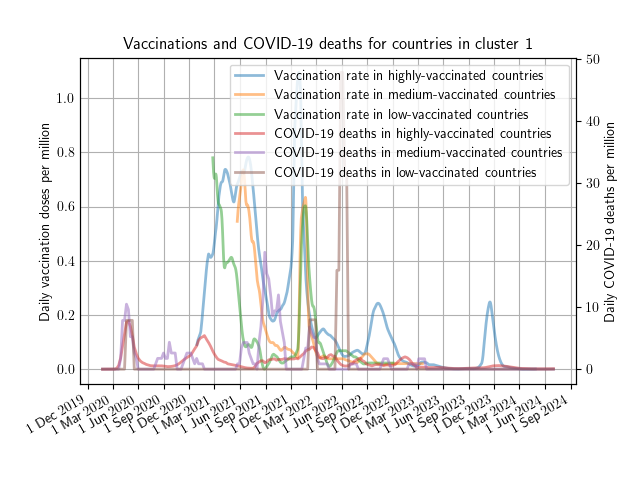 Vaccinations and COVID-19 deaths for countries in cluster 1
Vaccination rate in highly-vaccinated countries
Vaccination rate in medium-vaccinated countries
Vaccination rate in low-vaccinated countries
COVID-19 deaths in highly-vaccinated countries
COVID-19 deaths in medium-vaccinated countries
COVID-19 deaths in low-vaccinated countries
Daily vaccination doses per million
1.0
0.8
0.6
0.4
0.2
0.0
Daily COVID-19 deaths per million
50
40
30
20
10
0
1 Dec 2019
1 Mar 2020
1 Jun 2020
1 Sep 2020
1 Dec 2020
1 Mar 2021
1 Jun 2021
1 Sep 2021
1 Dec 2021
1 Mar 2022
1 Jun 2022
1 Sep 2022
1 Dec 2022
1 Mar 2023
1 Jun 2023
1 Sep 2023
1 Dec 2023
1 Mar 2024
1 Jun 2024
1 Sep 2024